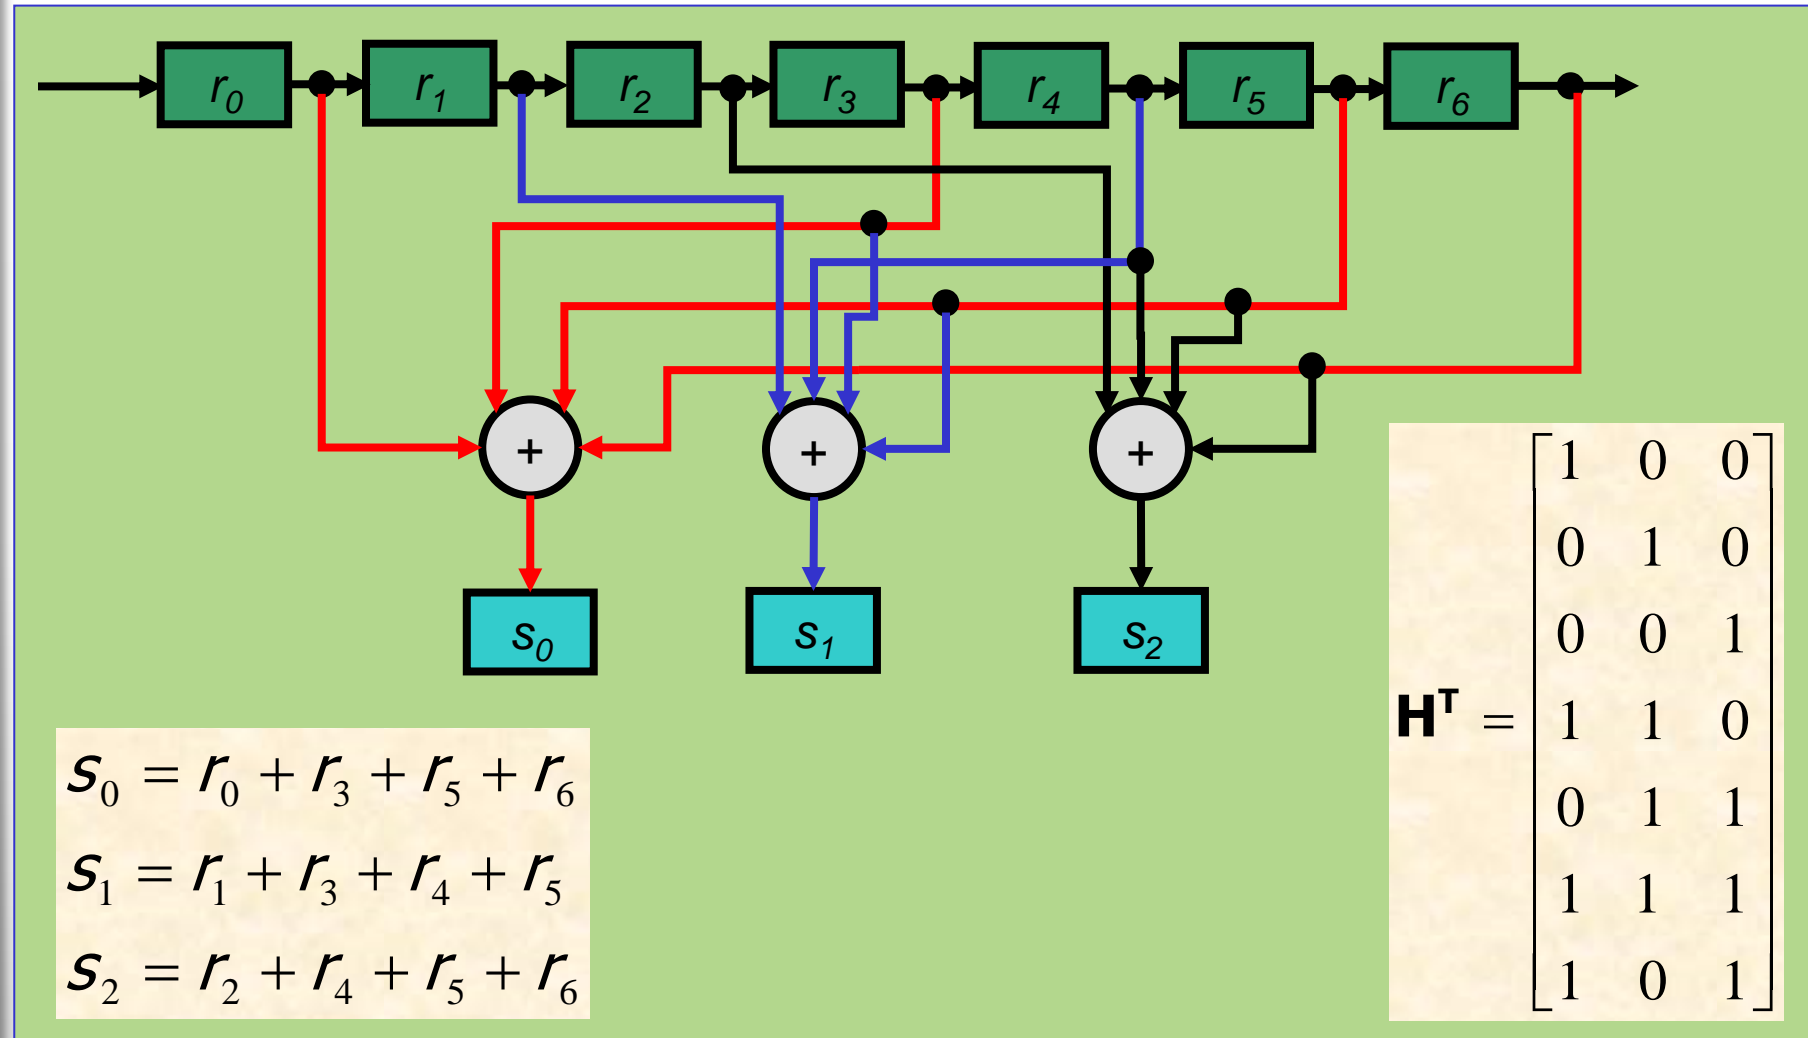 r₀ r₁ r₂ r₃ r₄ r₅ r₆
+ + +
s₀ s₁ s₂
s₀ = r₀ + r₃ + r₅ + r₆
s₁ = r₁ + r₃ + r₄ + r₅
s₂ = r₂ + r₄ + r₅ + r₆
1 0 0
0 1 0
0 0 1
Hᵀ = 1 1 0
0 1 1
1 1 1
1 0 1